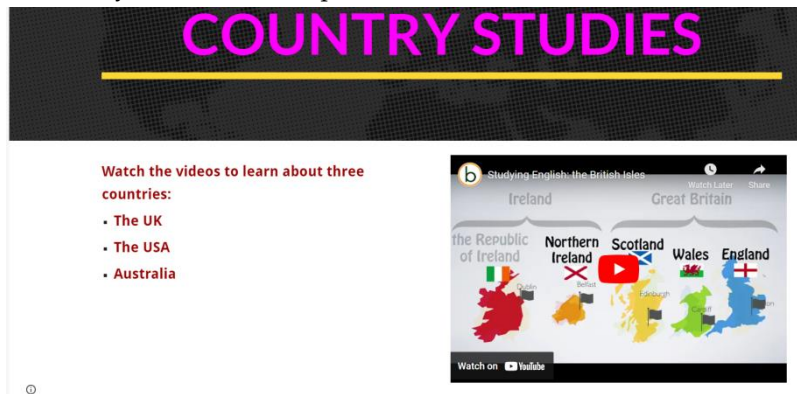 COUNTRY STUDIES
Watch the videos to learn about three
countries:
▪ The UK
▪ The USA
▪ Australia
b
Studying English: the British Isles
Watch Later
Share
Ireland
Great Britain
the Republic
of Ireland
Northern
Ireland
Scotland
Wales
England
Dublin
Belfast
Edinburgh
Cardiff
Watch on YouTube